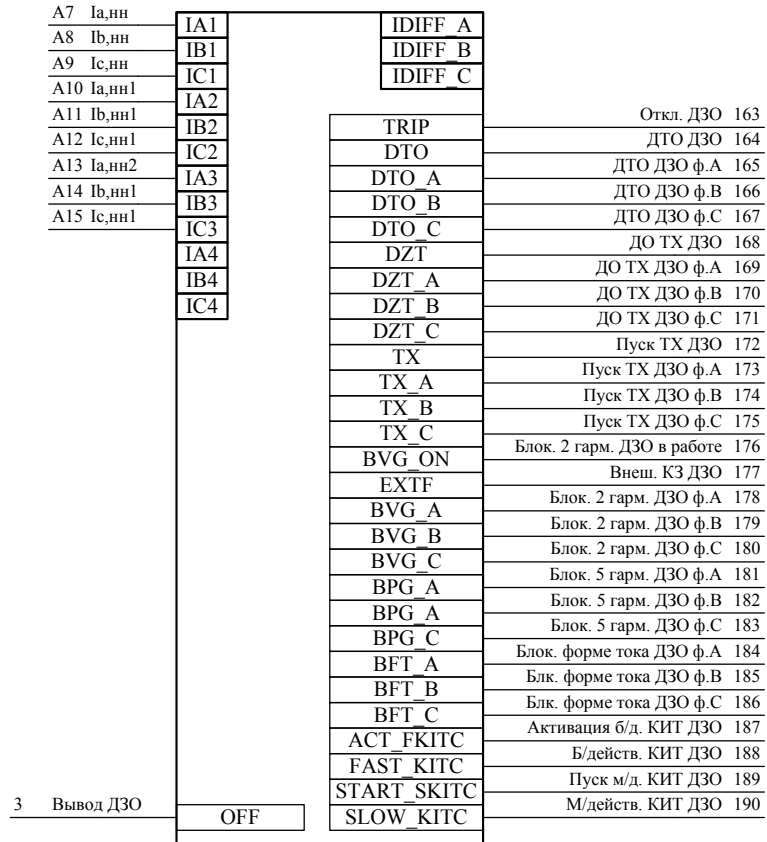 A7 Ia,нн IA1 IDIFF_A
A8 Ib,нн IB1 IDIFF_B
A9 Ic,нн IC1 IDIFF_C
A10 Ia,нн1 IA2
A11 Ib,нн1 IB2 TRIP Откл. ДЗО 163
A12 Ic,нн1 IC2 DTO ДТО ДЗО 164
A13 Ia,нн2 IA3 DTO_A ДТО ДЗО ф.А 165
A14 Ib,нн1 IB3 DTO_B ДТО ДЗО ф.В 166
A15 Ic,нн1 IC3 DTO_C ДТО ДЗО ф.С 167
IA4 DZT ДО ТХ ДЗО 168
IB4 DZT_A ДО ТХ ДЗО ф.А 169
IC4 DZT_B ДО ТХ ДЗО ф.В 170
DZT_C ДО ТХ ДЗО ф.С 171
TX Пуск ТХ ДЗО 172
TX_A Пуск ТХ ДЗО ф.А 173
TX_B Пуск ТХ ДЗО ф.В 174
TX_C Пуск ТХ ДЗО ф.С 175
BVG_ON Блок. 2 гарм. ДЗО в работе 176
EXTF Внеш. КЗ ДЗО 177
BVG_A Блок. 2 гарм. ДЗО ф.А 178
BVG_B Блок. 2 гарм. ДЗО ф.В 179
BVG_C Блок. 2 гарм. ДЗО ф.С 180
BPG_A Блок. 5 гарм. ДЗО ф.А 181
BPG_A Блок. 5 гарм. ДЗО ф.В 182
BPG_C Блок. 5 гарм. ДЗО ф.С 183
BFT_A Блок. форме тока ДЗО ф.А 184
BFT_B Блк. форме тока ДЗО ф.В 185
BFT_C Блк. форме тока ДЗО ф.С 186
ACT_FKITC Активация б/д. КИТ ДЗО 187
FAST_KITC Б/действ. КИТ ДЗО 188
START_SKITC Пуск м/д. КИТ ДЗО 189
3 Вывод ДЗО OFF SLOW_KITC М/действ. КИТ ДЗО 190